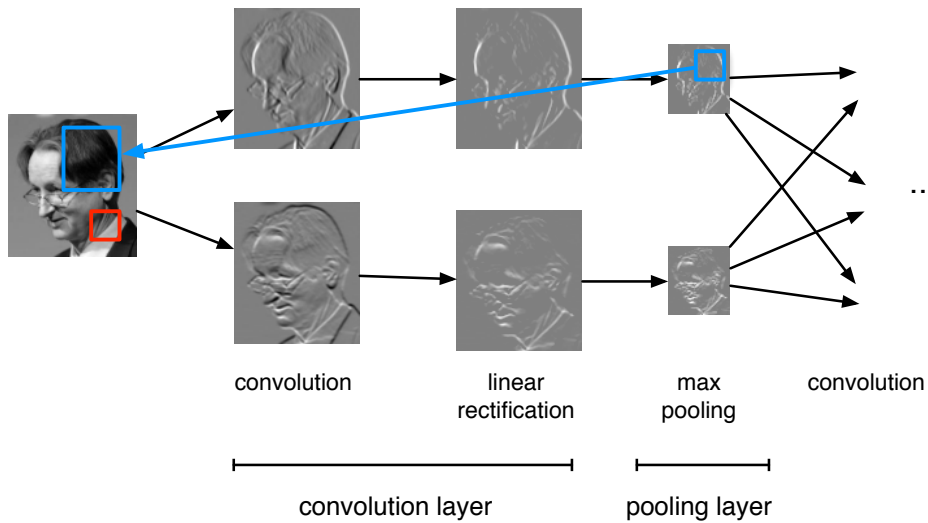 convolution
linear
rectification
max
pooling
convolution
..
convolution layer
pooling layer